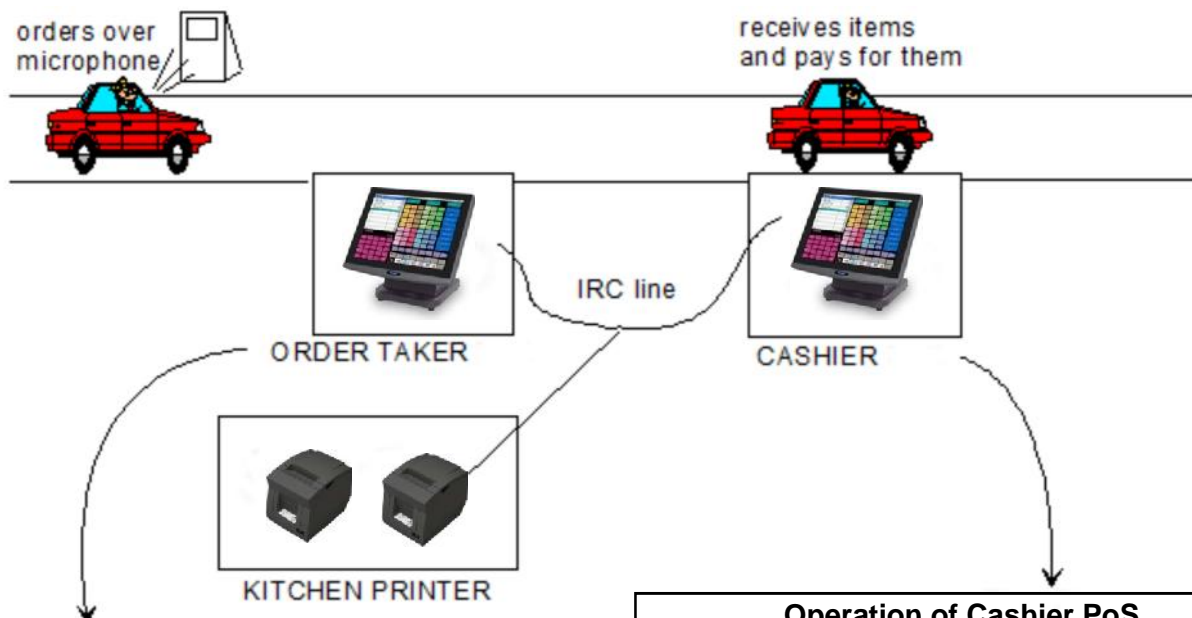 orders over
microphone
receives items
and pays for them
IRC line
ORDER TAKER
CASHIER
KITCHEN PRINTER
Operation of Cashier PoS